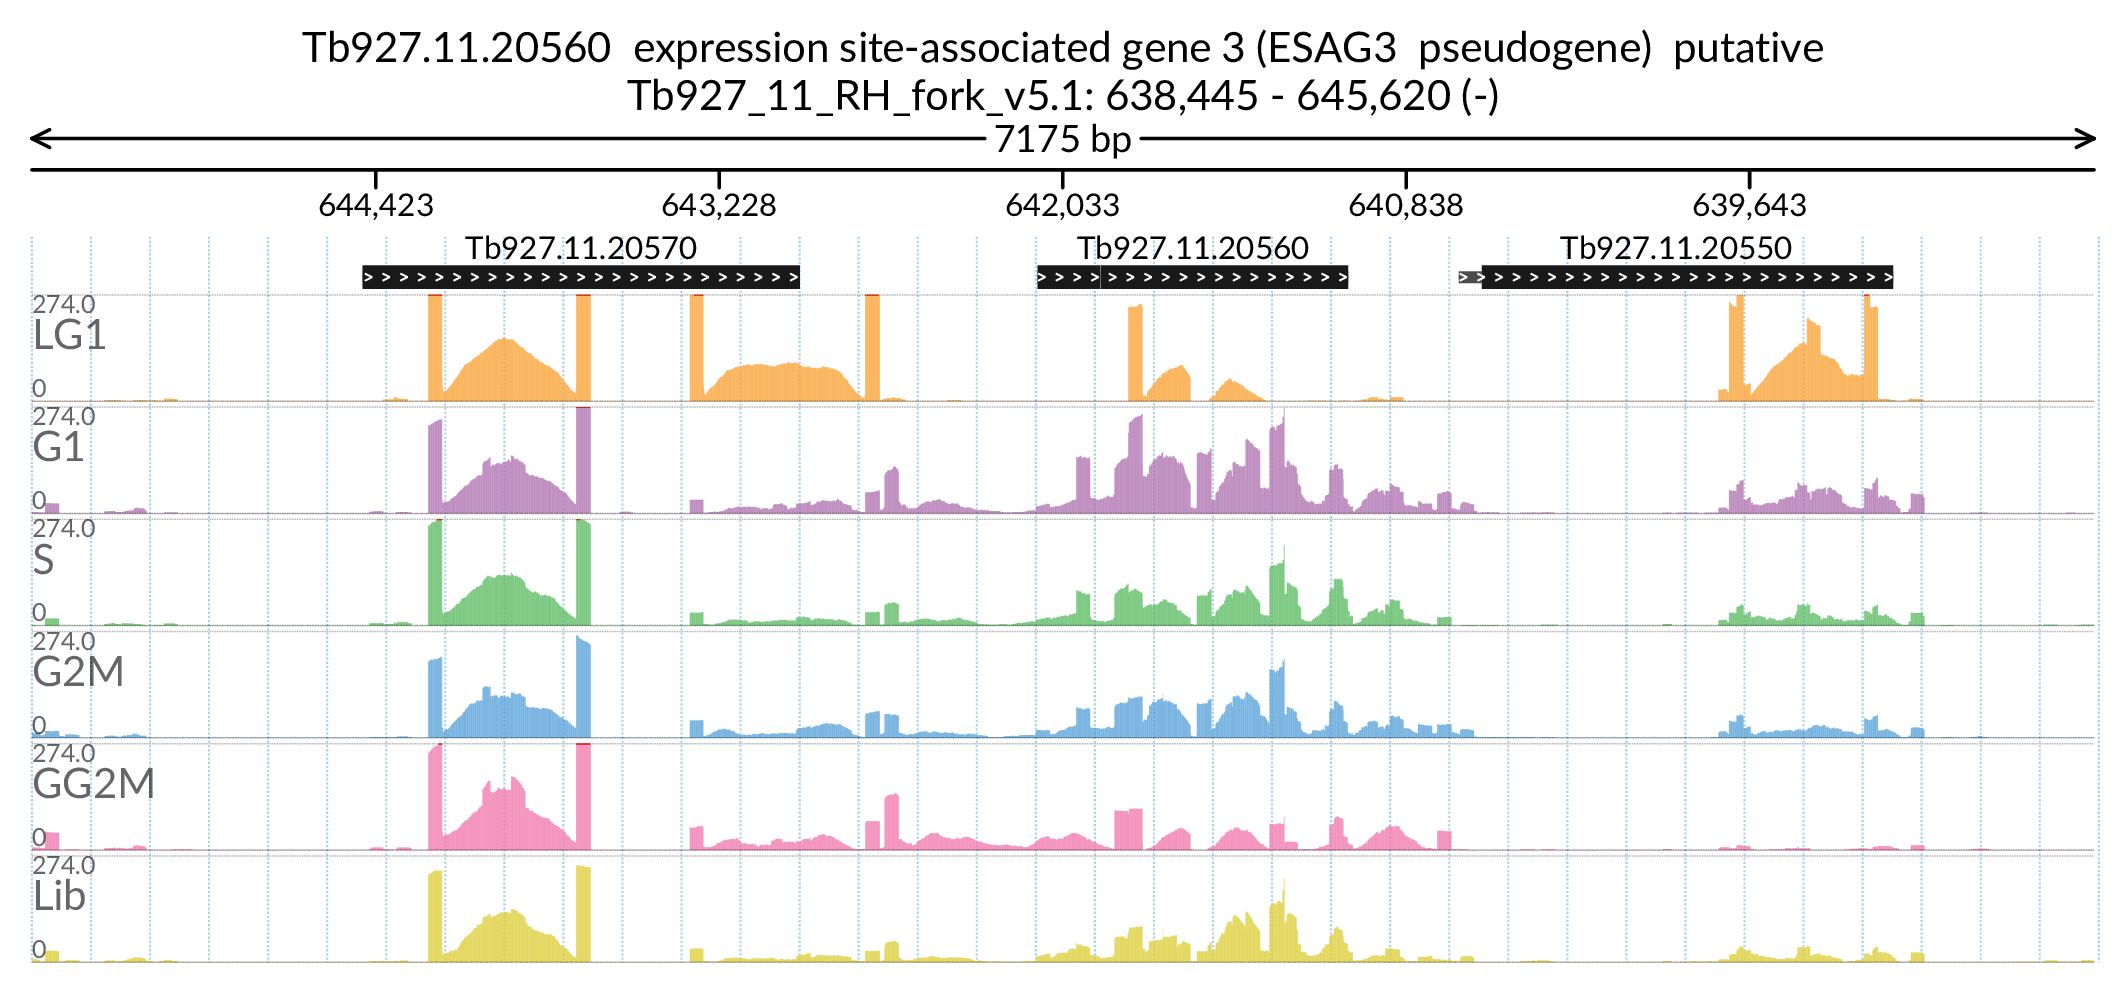 Tb927.11.20560 expression site-associated gene 3 (ESAG3 pseudogene) putative
Tb927_11_RH_fork_v5.1: 638,445 - 645,620 (-)
7175 bp
644,423 643,228 642,033 640,838 639,643
Tb927.11.20570 Tb927.11.20560 Tb927.11.20550
274.0
LG1
0
274.0
G1
0
274.0
S
0
274.0
G2M
0
274.0
GG2M
0
274.0
Lib
0